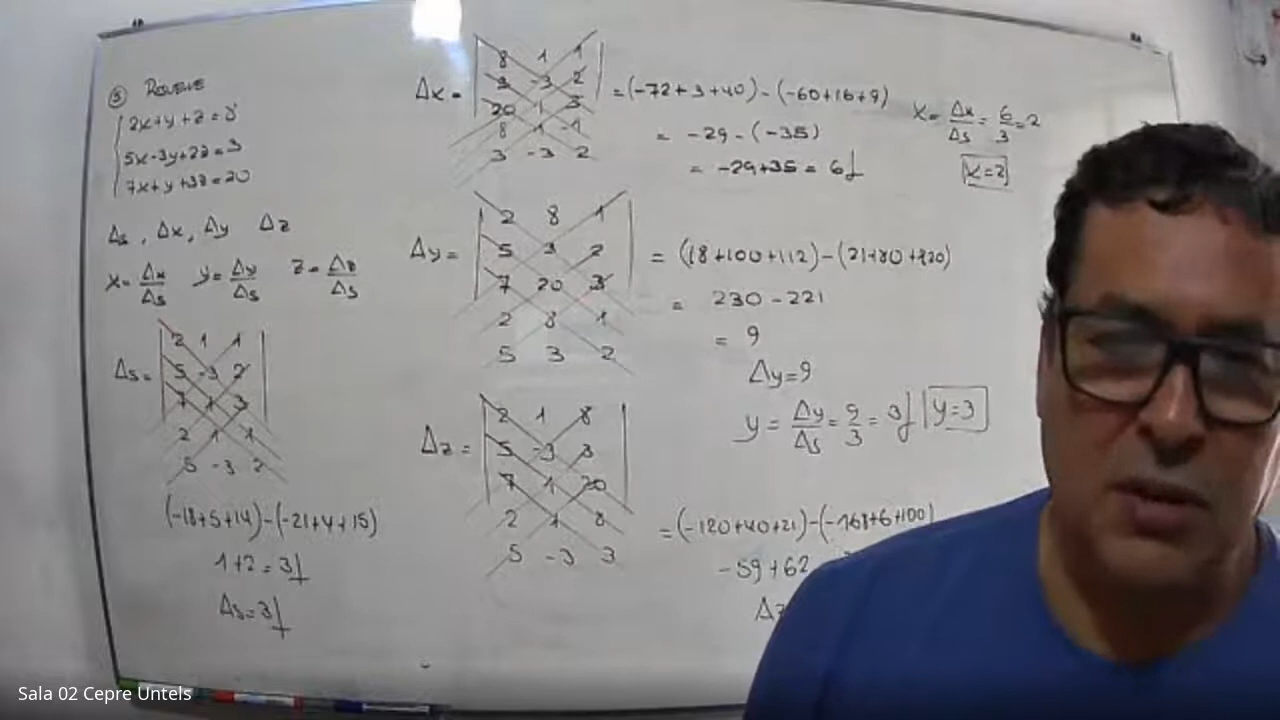 ③ Resolver
2x+y+z=8
5x-3y+2z=3
7x+y+3z=20
Δs, Δx, Δy Δz
x=Δx/Δs y=Δy/Δs z=Δz/Δs
Δs= | 2 1 1
5 -3 2
7 1 3
2 1 1
5 -3 2
(-18+5+14)-(-21+4+15)
1+2=3
Δs=3
Δx= | 8 1 1
3 -3 2
20 1 3
8 1 1
3 -3 2
=(-72+3+40)-(-60+16+9)
= -29-(-35)
= -29+35=6
x=Δx/Δs=6/3=2
x=2
Δy= | 2 8 1
5 3 2
7 20 3
2 8 1
5 3 2
= (18+100+112)-(21+80+120)
= 230-221
= 9
Δy=9
y=Δy/Δs=9/3=3 y=3
Δz= | 2 1 8
5 -3 3
7 1 20
2 1 8
5 -3 3
=(-120+40+21)-(-168+6+100)
-59+62
Sala 02 Cepre Untels